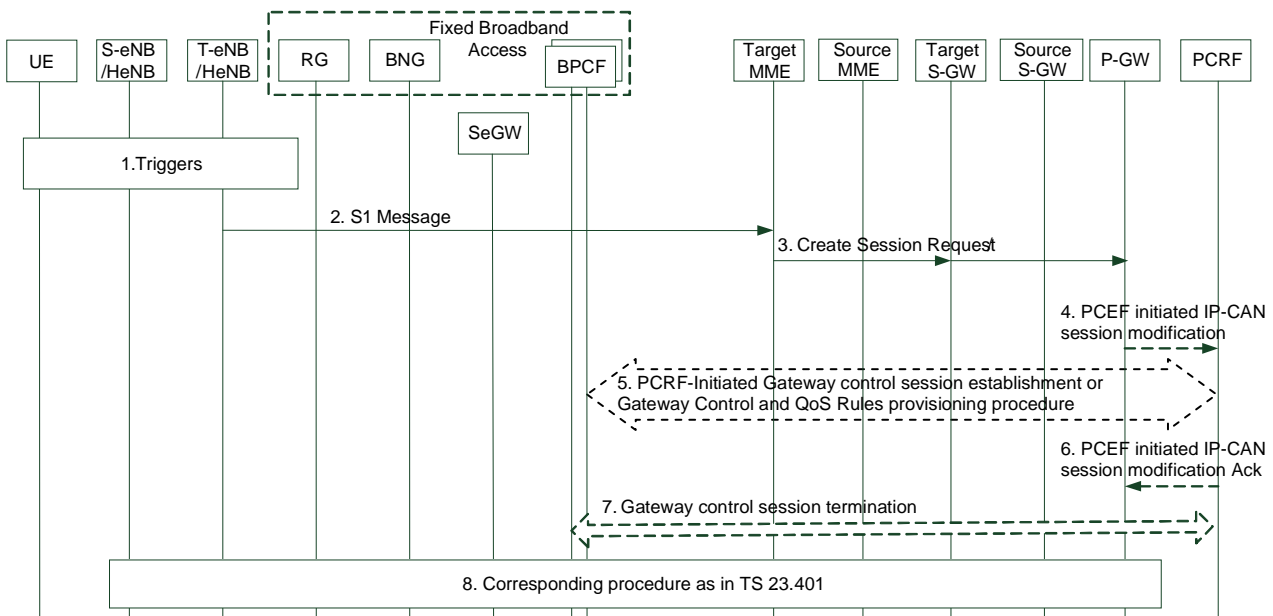 Fixed Broadband
Access
UE
S-eNB
/HeNB
T-eNB
/HeNB
RG
BNG
BPCF
Target
MME
Source
MME
Target
S-GW
Source
S-GW
P-GW
PCRF
SeGW
1.Triggers
2. S1 Message
3. Create Session Request
4. PCEF initiated IP-CAN
session modification
5. PCRF-Initiated Gateway control session establishment or
Gateway Control and QoS Rules provisioning procedure
6. PCEF initiated IP-CAN
session modification Ack
7. Gateway control session termination
8. Corresponding procedure as in TS 23.401